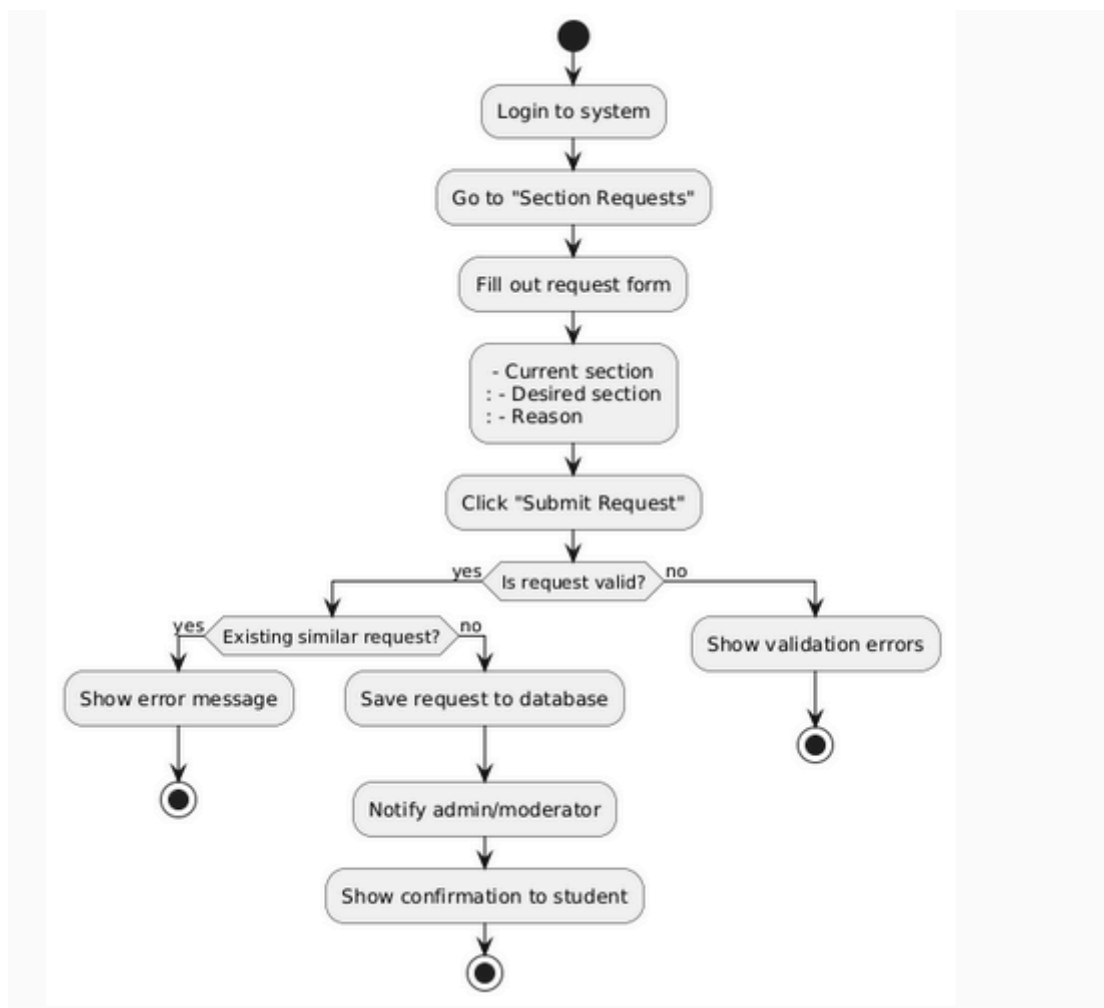 Login to system
Go to "Section Requests"
Fill out request form
- Current section
: - Desired section
: - Reason
Click "Submit Request"
yes
Is request valid?
no
yes
Existing similar request?
no
Show validation errors
Show error message
Save request to database
Notify admin/moderator
Show confirmation to student